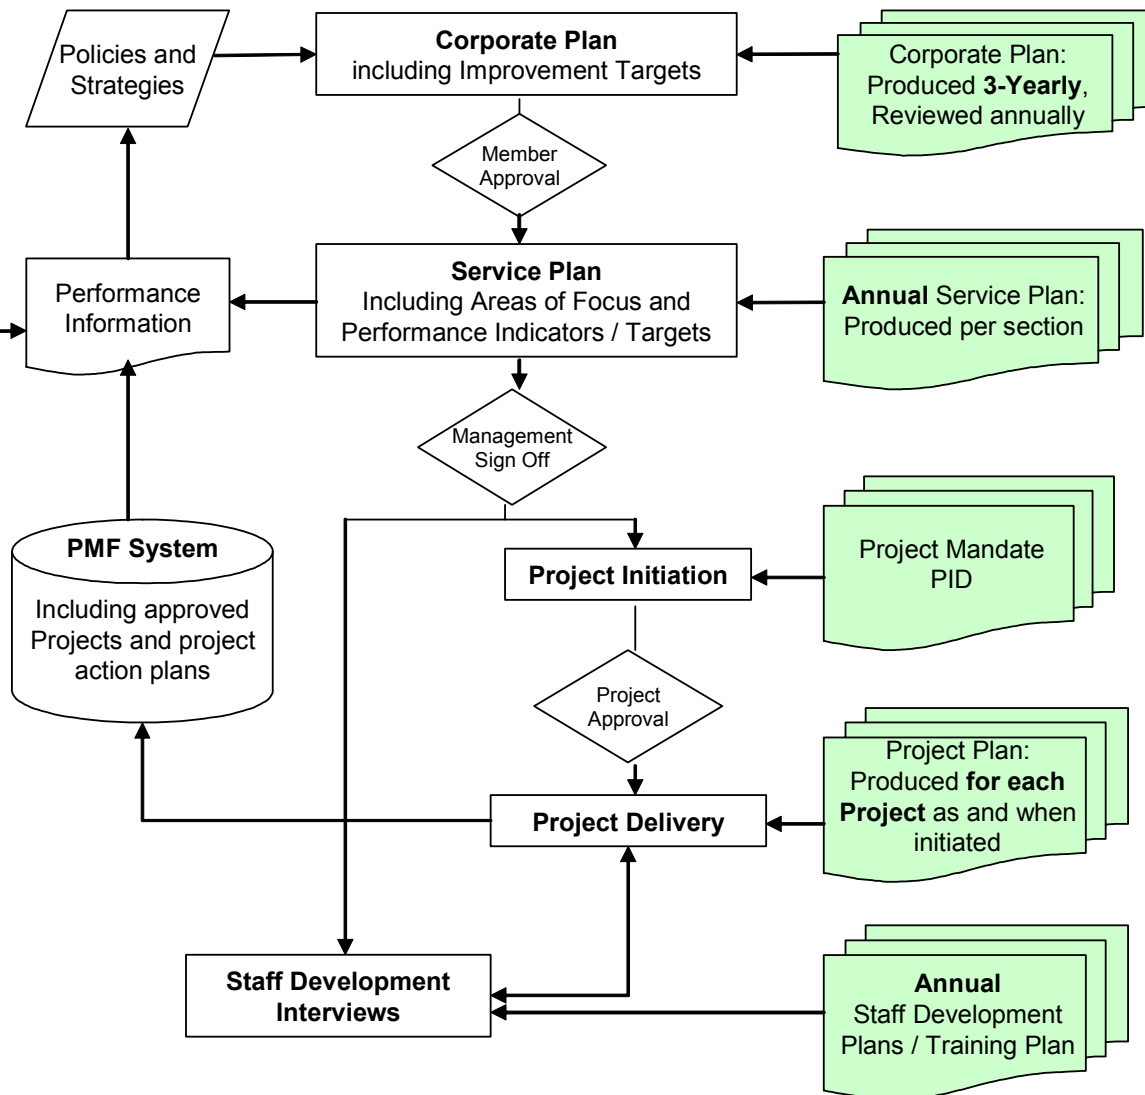 Policies and
Strategies
Corporate Plan
including Improvement Targets
Corporate Plan:
Produced 3-Yearly,
Reviewed annually
Member
Approval
Performance
Information
Service Plan
Including Areas of Focus and
Performance Indicators / Targets
Annual Service Plan:
Produced per section
Management
Sign Off
PMF System
Including approved
Projects and project
action plans
Project Initiation
Project Mandate
PID
Project
Approval
Project Delivery
Project Plan:
Produced for each
Project as and when
initiated
Staff Development
Interviews
Annual
Staff Development
Plans / Training Plan